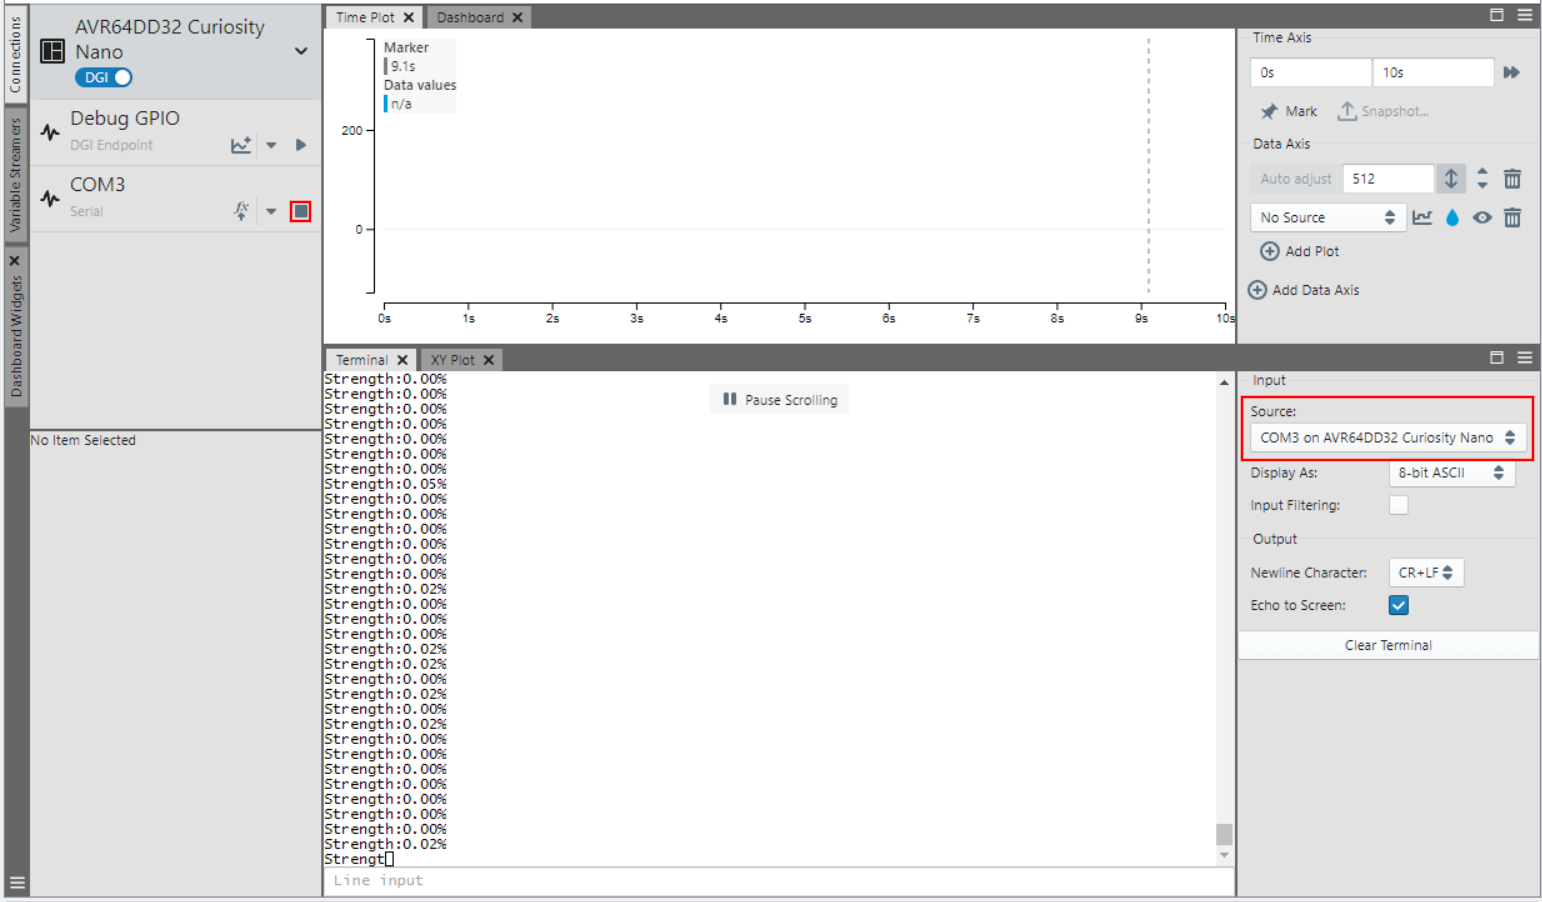 Connections
Variable Streamers
Dashboard Widgets
AVR64DD32 Curiosity
Nano
DGI
Debug GPIO
DGI Endpoint
COM3
Serial
No Item Selected
Time Plot
Dashboard
Marker
9.1s
Data values
n/a
200
0
0s 1s 2s 3s 4s 5s 6s 7s 8s 9s 10s
Time Axis
0s 10s
Mark Snapshot...
Data Axis
Auto adjust 512
No Source
Add Plot
Add Data Axis
Terminal
XY Plot
Pause Scrolling
Strength:0.00%
Strength:0.00%
Strength:0.00%
Strength:0.00%
Strength:0.00%
Strength:0.00%
Strength:0.00%
Strength:0.05%
Strength:0.00%
Strength:0.00%
Strength:0.00%
Strength:0.00%
Strength:0.00%
Strength:0.00%
Strength:0.02%
Strength:0.00%
Strength:0.00%
Strength:0.00%
Strength:0.02%
Strength:0.02%
Strength:0.00%
Strength:0.02%
Strength:0.00%
Strength:0.02%
Strength:0.00%
Strength:0.00%
Strength:0.00%
Strength:0.00%
Strength:0.00%
Strength:0.00%
Strength:0.00%
Strength:0.02%
Strengt
Line input
Input
Source:
COM3 on AVR64DD32 Curiosity Nano
Display As: 8-bit ASCII
Input Filtering:
Output
Newline Character: CR+LF
Echo to Screen:
Clear Terminal